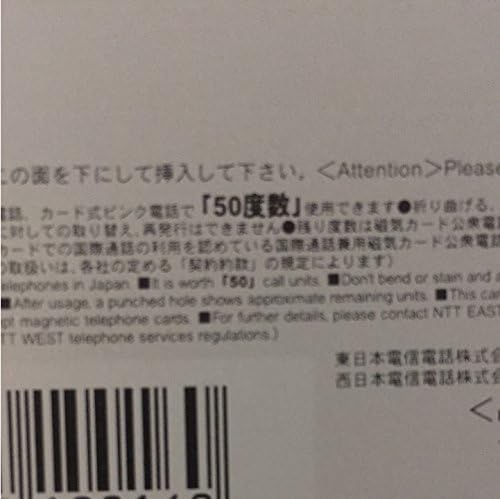 この面を下にして挿入して下さい。＜Attention＞Please
電話、カード式ピンク電話で「50度数」使用できます●折り曲げる、
に対しての取り替え、再発行はできません●残り度数は磁気カード公衆電
カードでの国際通話の利用を認めている国際通話兼用磁気カード公衆電
の取扱いは、各社の定める「契約約款」の規定によります）
telephones in Japan. ■It is worth「50」call units. ■Don't bend or stain and a
■After usage, a punched hole shows approximate remaining units. ■This car
pt magnetic telephone cards. ■For further details, please contact NTT EAST
TT WEST telephone services regulations.)
東日本電信電話株式会
西日本電信電話株式会
＜